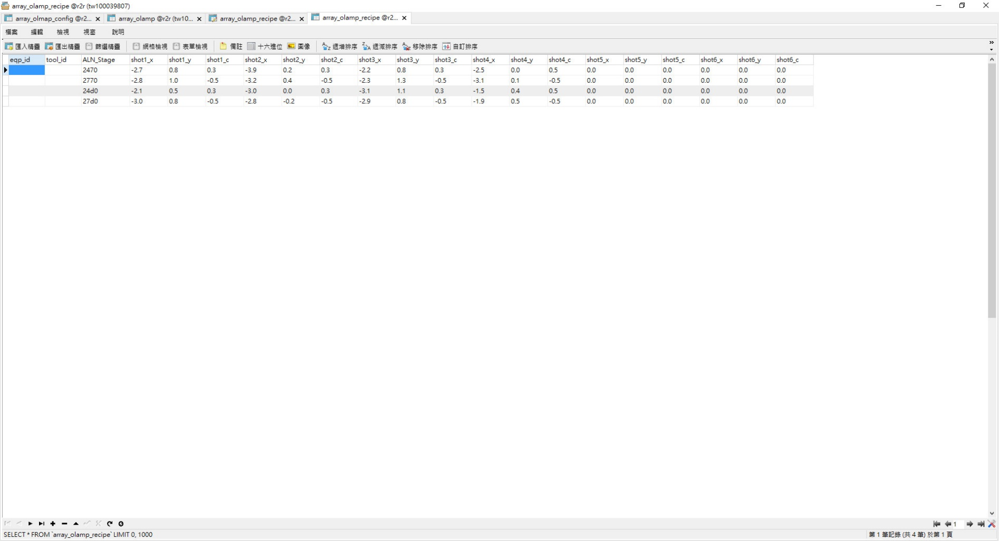 array_olamp_recipe @r2r (tw100039807)
array_olmap_config @r2... array_olamp @r2r (tw10... array_olamp_recipe @r2... array_olamp_recipe @r2...
檔案 編輯 檢視 視窗 說明
匯入精靈 匯出精靈 篩選精靈 網格檢視 表單檢視 備註 十六進位 圖像 遞增排序 遞減排序 移除排序 自訂排序
eqp_id tool_id ALN_Stage shot1_x shot1_y shot1_c shot2_x shot2_y shot2_c shot3_x shot3_y shot3_c shot4_x shot4_y shot4_c shot5_x shot5_y shot5_c shot6_x shot6_y shot6_c
2470 -2.7 0.8 0.3 -3.9 0.2 0.3 -2.2 0.8 0.3 -2.5 0.0 0.5 0.0 0.0 0.0 0.0 0.0 0.0
2770 -2.8 1.0 -0.5 -3.2 0.4 -0.5 -2.3 1.3 -0.5 -3.1 0.1 -0.5 0.0 0.0 0.0 0.0 0.0 0.0
24d0 -2.1 0.5 0.3 -3.0 0.0 0.3 -3.1 1.1 0.3 -1.5 0.4 0.5 0.0 0.0 0.0 0.0 0.0 0.0
27d0 -3.0 0.8 -0.5 -2.8 -0.2 -0.5 -2.9 0.8 -0.5 -1.9 0.5 -0.5 0.0 0.0 0.0 0.0 0.0 0.0
1
SELECT * FROM `array_olamp_recipe` LIMIT 0, 1000 第 1 筆記錄 (共 4 筆) 於第 1 頁